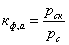 κф.а = pск / pс